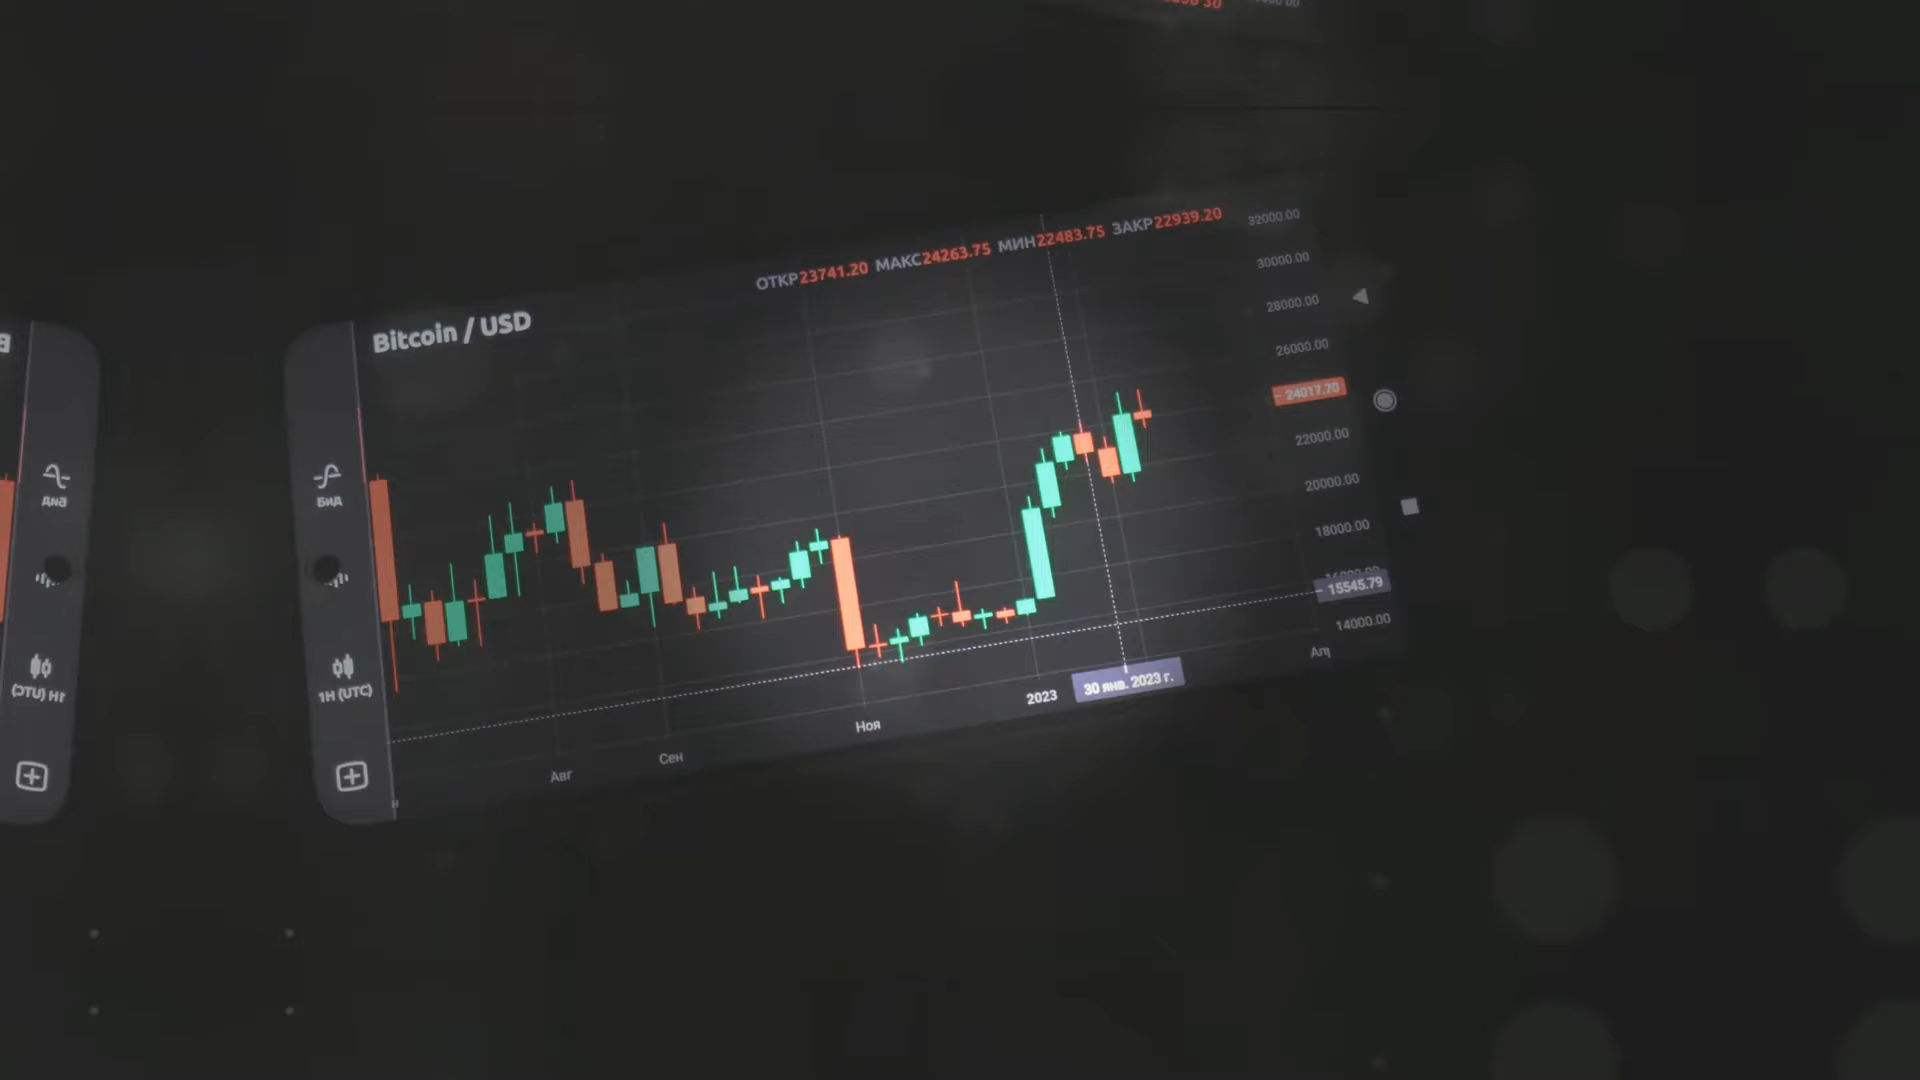 ОТКР23741.20 МАКС24263.75 МИН22483.75 ЗАКР22939.20
Bitcoin / USD
32000.00
30000.00
28000.00
26000.00
24017.20
22000.00
20000.00
18000.00
15545.79
14000.00
Бид
1Н (UTC)
Авг
Сен
Ноя
2023
30 янв. 2023 г.